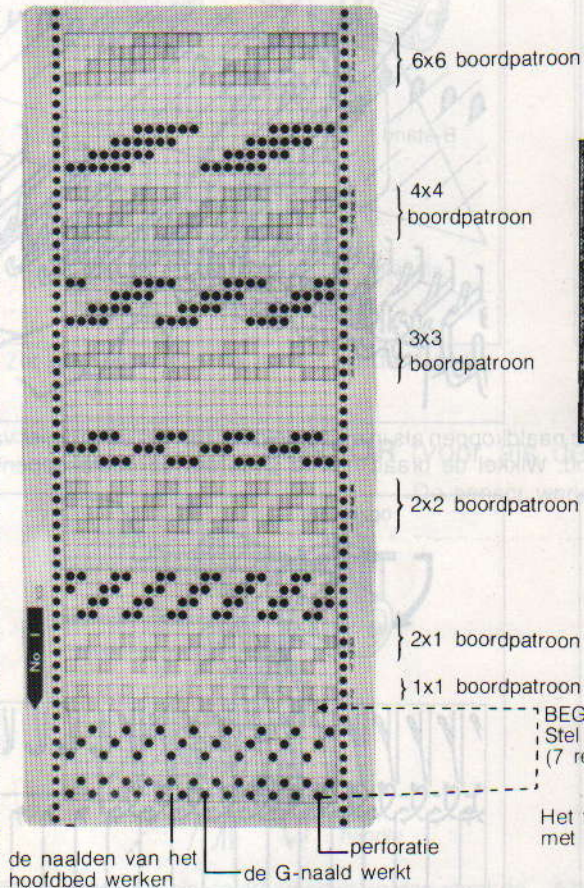 6x6 boordpatroon
4x4
boordpatroon
3x3
boordpatroon
2x2 boordpatroon
2x1 boordpatroon
1x1 boordpatroon
BEG
Stel
(7 re
Het
met
perforatie
de G-naald werkt
de naalden van het
hoofdbed werken
No 1